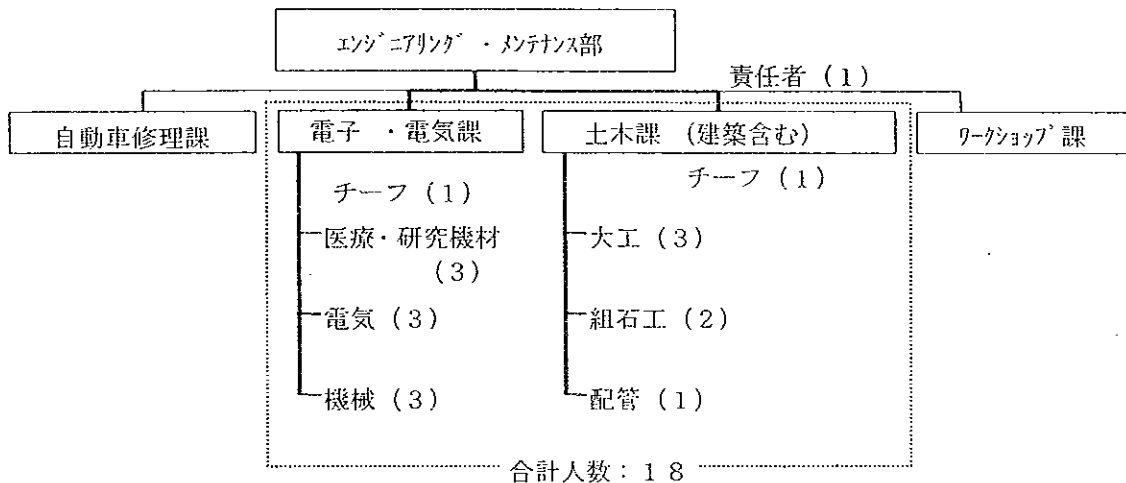 ｴﾝｼﾞﾆｱﾘﾝｸﾞ・ﾒﾝﾃﾅﾝｽ部
責任者（1）
自動車修理課
電子・電気課
土木課（建築含む）
ﾜｰｸｼｮｯﾌﾟ課
チーフ（1）
チーフ（1）
医療・研究機材
（3）
大工（3）
電気（3）
組石工（2）
機械（3）
配管（1）
合計人数：18